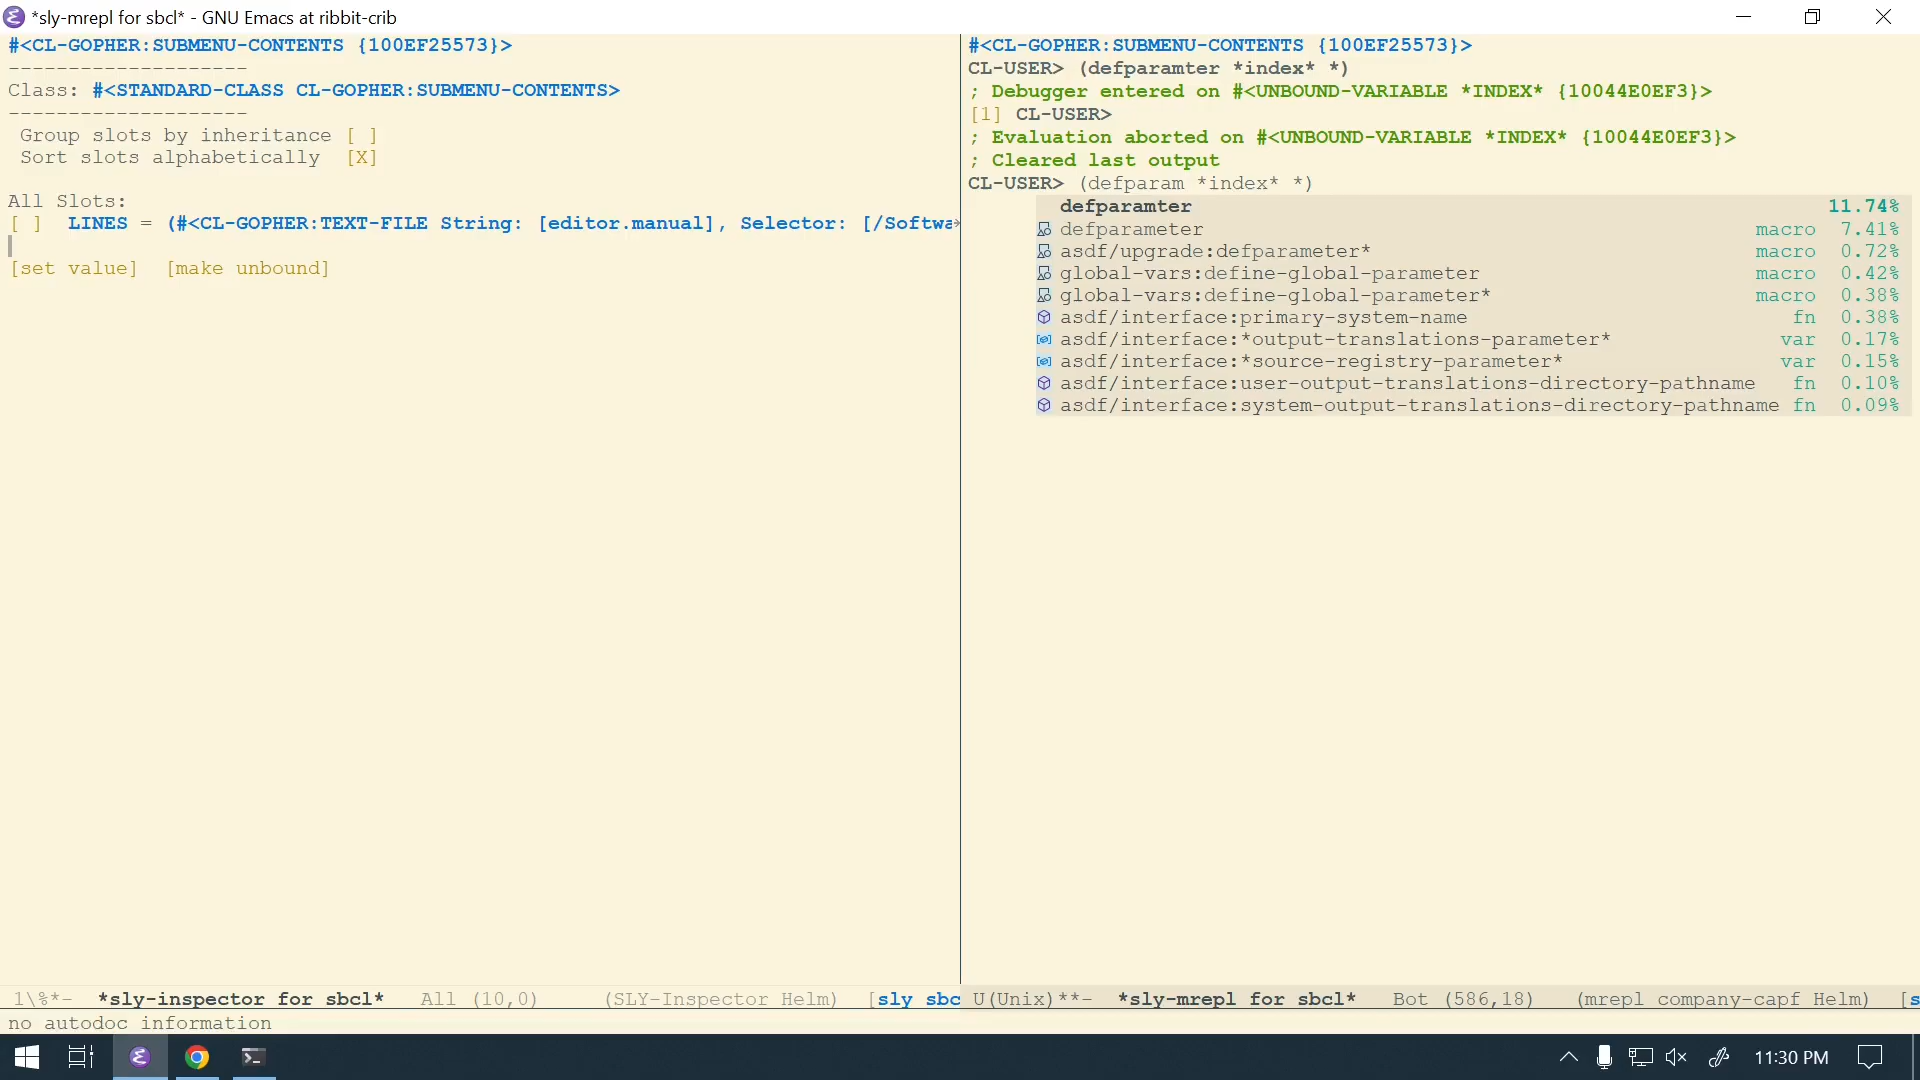 *sly-mrepl for sbcl* - GNU Emacs at ribbit-crib
#<CL-GOPHER:SUBMENU-CONTENTS {100EF25573}>
--------------------
Class: #<STANDARD-CLASS CL-GOPHER:SUBMENU-CONTENTS>
--------------------
Group slots by inheritance [ ]
Sort slots alphabetically [X]
All Slots:
[ ] LINES = (#<CL-GOPHER:TEXT-FILE String: [editor.manual], Selector: [/Softwa
[set value] [make unbound]
1\%*- *sly-inspector for sbcl* All (10,0) (SLY-Inspector Helm) [sly sbc
#<CL-GOPHER:SUBMENU-CONTENTS {100EF25573}>
CL-USER> (defparamter *index* *)
; Debugger entered on #<UNBOUND-VARIABLE *INDEX* {10044E0EF3}>
[1] CL-USER>
; Evaluation aborted on #<UNBOUND-VARIABLE *INDEX* {10044E0EF3}>
; Cleared last output
CL-USER> (defparam *index* *)
defparamter 11.74%
defparameter macro 7.41%
asdf/upgrade:defparameter* macro 0.72%
global-vars:define-global-parameter macro 0.42%
global-vars:define-global-parameter* macro 0.38%
asdf/interface:primary-system-name fn 0.38%
asdf/interface:*output-translations-parameter* var 0.17%
asdf/interface:*source-registry-parameter* var 0.15%
asdf/interface:user-output-translations-directory-pathname fn 0.10%
asdf/interface:system-output-translations-directory-pathname fn 0.09%
U(Unix)**- *sly-mrepl for sbcl* Bot (586,18) (mrepl company-capf Helm) [s
no autodoc information
11:30 PM